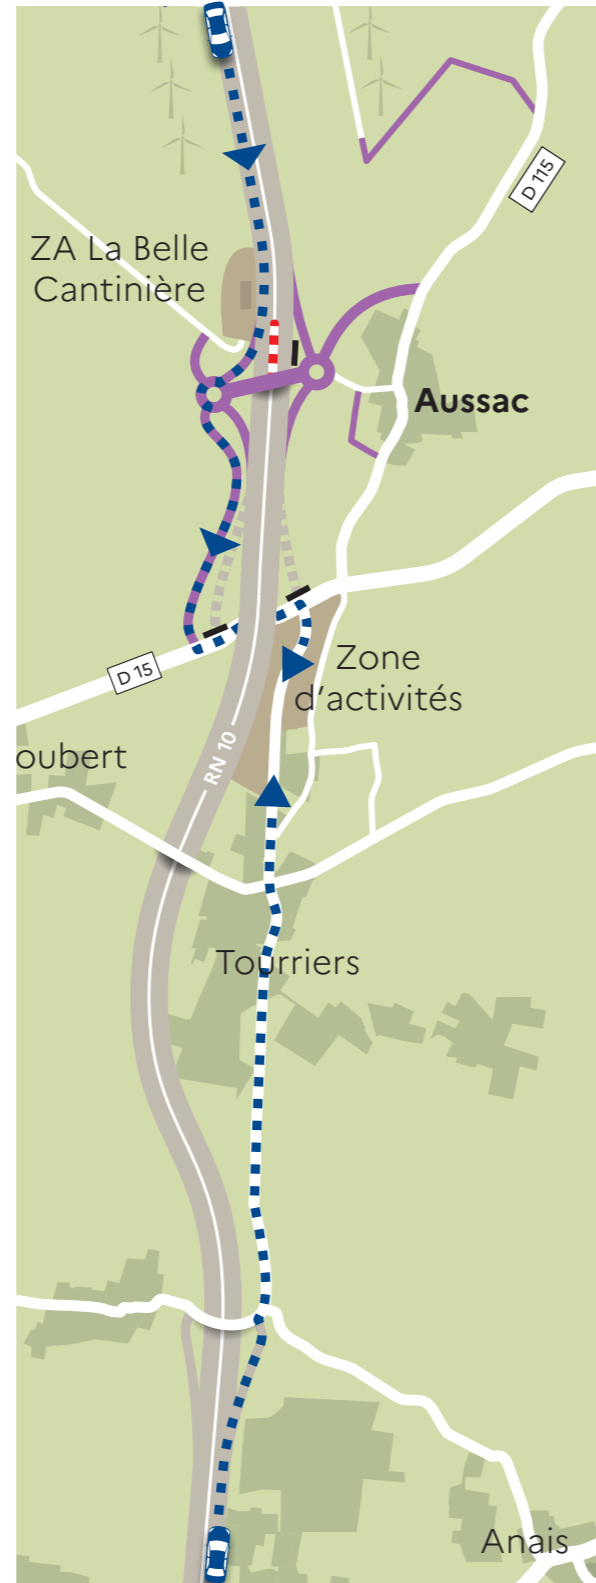 D 115
ZA La Belle
Cantinière
Aussac
Zone
d'activités
D 15
oubert
RN 10
Tourriers
Anais